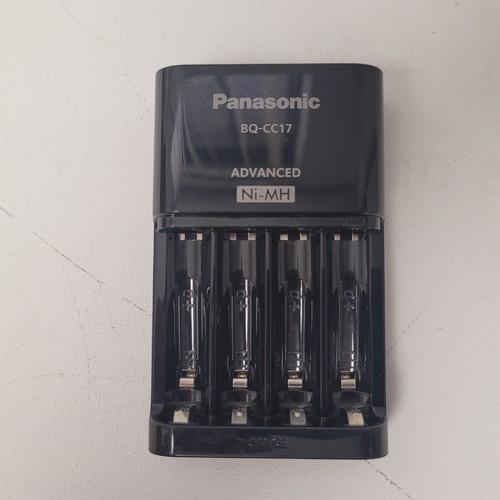 Panasonic
BQ-CC17
ADVANCED
Ni-MH